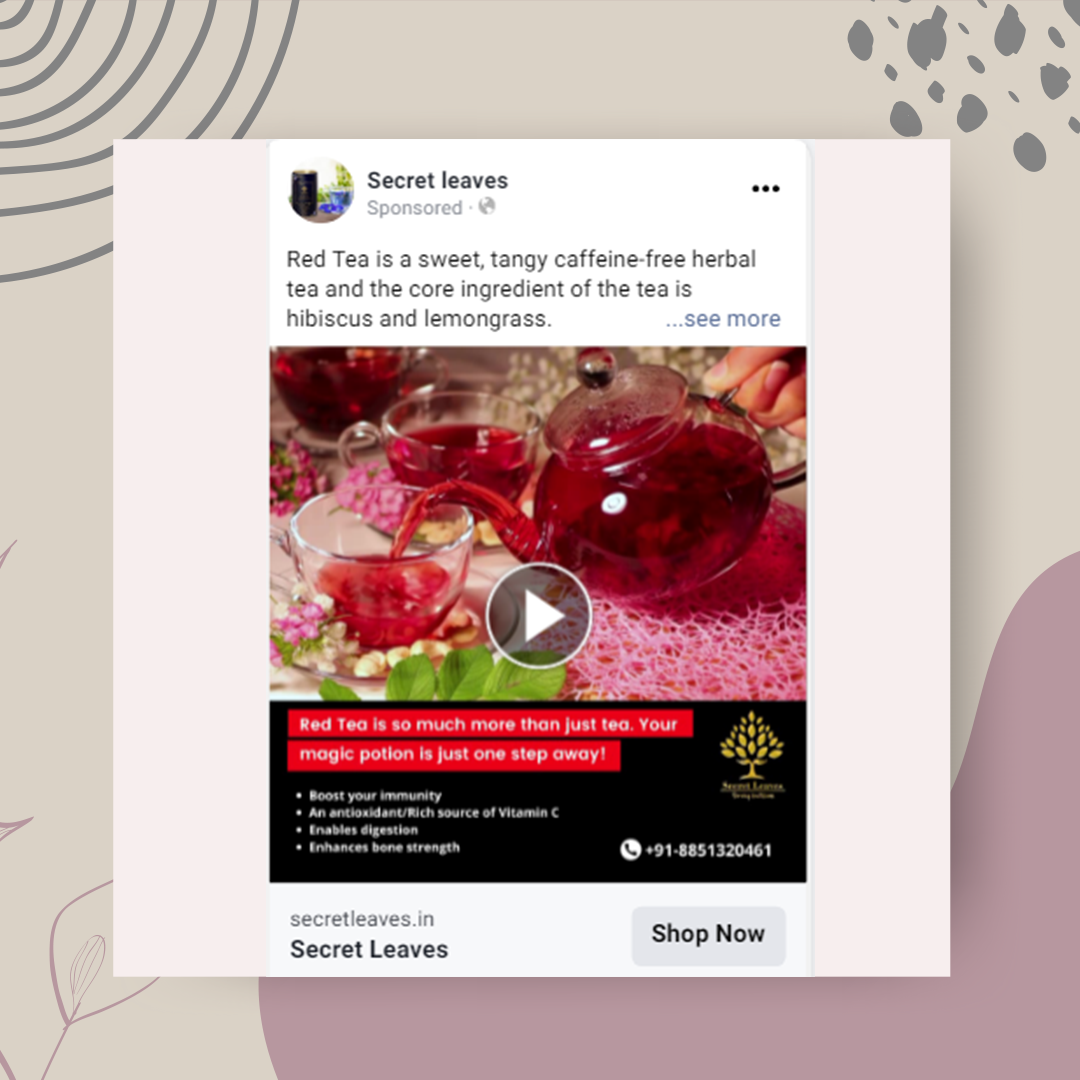 Secret leaves
Sponsored ·
Red Tea is a sweet, tangy caffeine-free herbal
tea and the core ingredient of the tea is
hibiscus and lemongrass. ...see more
Red Tea is so much more than just tea. Your
magic potion is just one step away!
• Boost your immunity
• An antioxidant/Rich source of Vitamin C
• Enables digestion
• Enhances bone strength
Secret Leaves
+91-8851320461
secretleaves.in
Secret Leaves
Shop Now